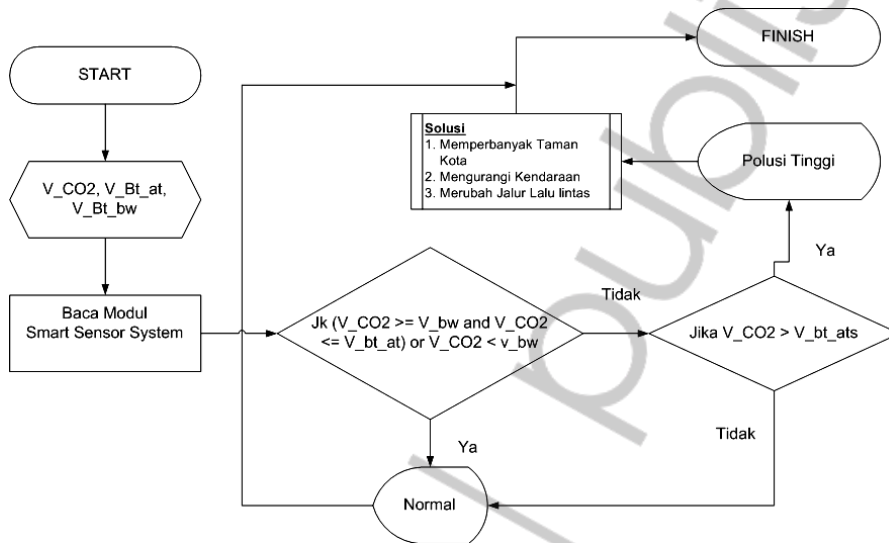 START
V_CO2, V_Bt_at,
V_Bt_bw
Baca Modul
Smart Sensor System
Jk (V_CO2 >= V_bw and V_CO2
<= V_bt_at) or V_CO2 < v_bw
Tidak
Ya
Normal
Jika V_CO2 > V_bt_ats
Ya
Tidak
Polusi Tinggi
Solusi
1. Memperbanyak Taman
Kota
2. Mengurangi Kendaraan
3. Merubah Jalur Lalu lintas
FINISH